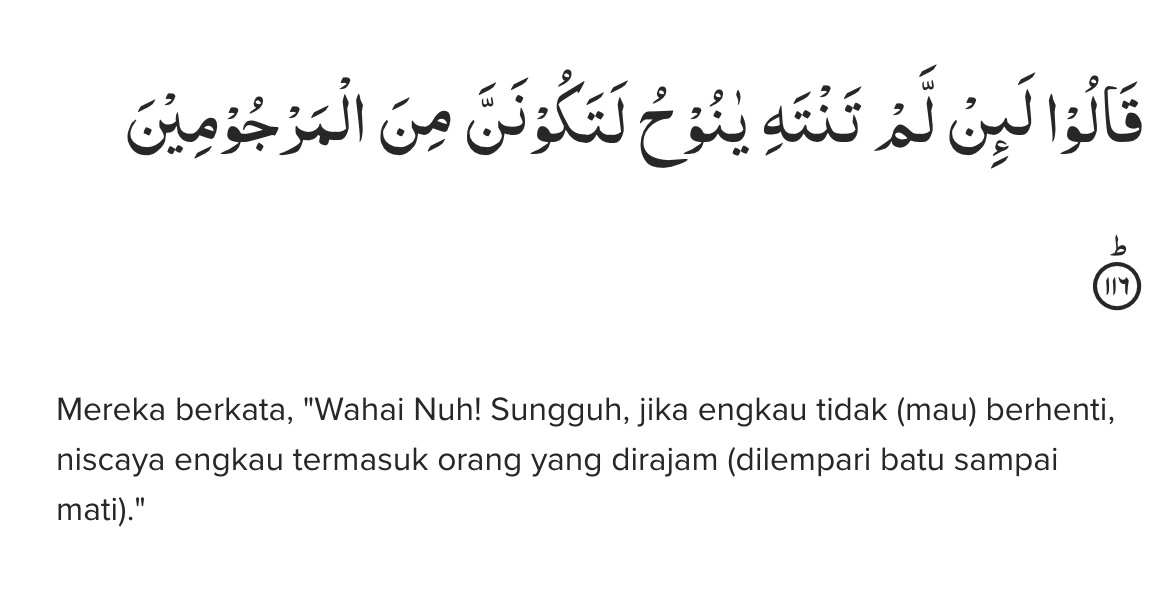 قَالُوْا لَىِٕنْ لَّمْ تَنْتَهِ يٰنُوْحُ لَتَكُوْنَنَّ مِنَ الْمَرْجُوْمِيْنَۗ
۝١١٦
Mereka berkata, "Wahai Nuh! Sungguh, jika engkau tidak (mau) berhenti,
niscaya engkau termasuk orang yang dirajam (dilempari batu sampai
mati)."